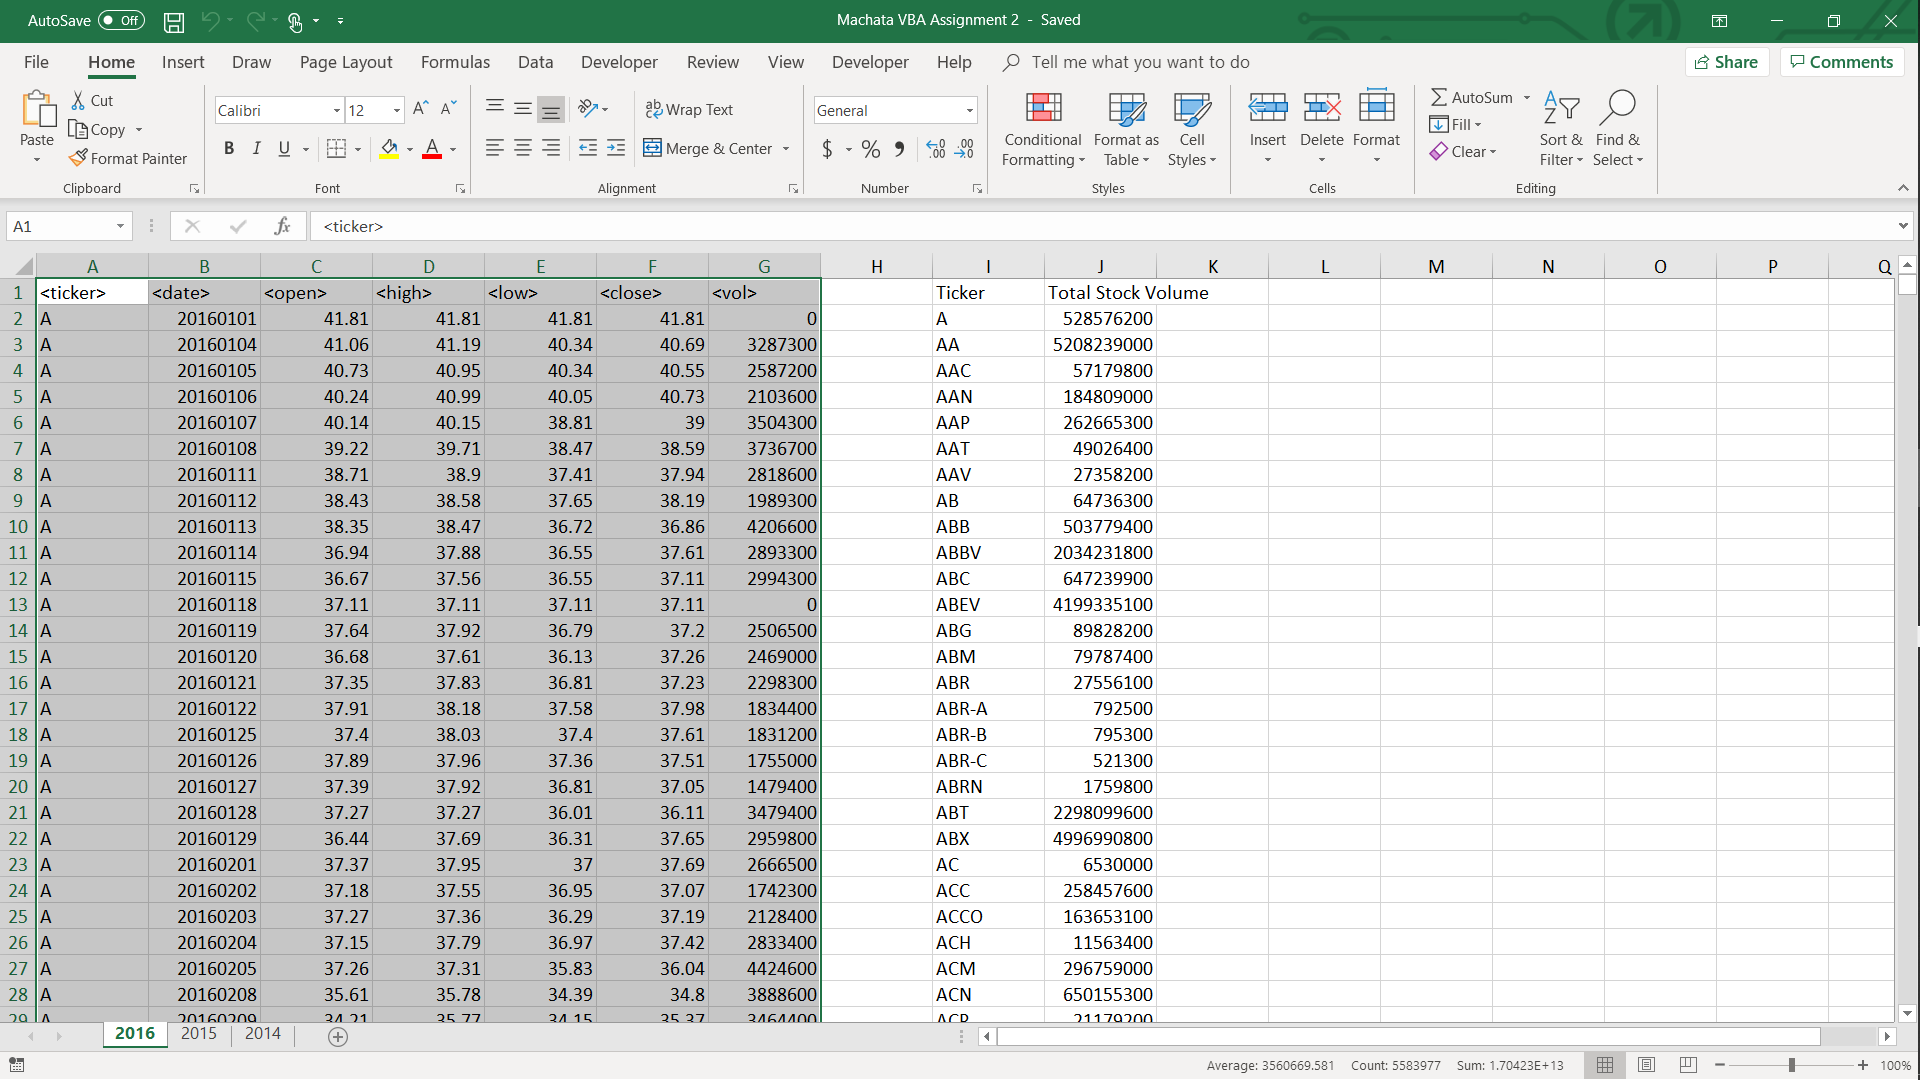 AutoSave Off
Machata VBA Assignment 2 - Saved
File Home Insert Draw Page Layout Formulas Data Developer Review View Developer Help Tell me what you want to do Share Comments
Paste
Cut
Copy
Format Painter
Clipboard
Calibri 12
B I U
Font
Wrap Text
Merge & Center
Alignment
General
$ % 
Number
Conditional Formatting
Format as Table
Cell Styles
Styles
Insert Delete Format
Cells
AutoSum
Fill
Clear
Sort & Filter
Find & Select
Editing
A1 fx <ticker>
A B C D E F G H I J K L M N O P Q
1 <ticker> <date> <open> <high> <low> <close> <vol> Ticker Total Stock Volume
2 A 20160101 41.81 41.81 41.81 41.81 0 A 528576200
3 A 20160104 41.06 41.19 40.34 40.69 3287300 AA 5208239000
4 A 20160105 40.73 40.95 40.34 40.55 2587200 AAC 57179800
5 A 20160106 40.24 40.99 40.05 40.73 2103600 AAN 184809000
6 A 20160107 40.14 40.15 38.81 39 3504300 AAP 262665300
7 A 20160108 39.22 39.71 38.47 38.59 3736700 AAT 49026400
8 A 20160111 38.71 38.9 37.41 37.94 2818600 AAV 27358200
9 A 20160112 38.43 38.58 37.65 38.19 1989300 AB 64736300
10 A 20160113 38.35 38.47 36.72 36.86 4206600 ABB 503779400
11 A 20160114 36.94 37.88 36.55 37.61 2893300 ABBV 2034231800
12 A 20160115 36.67 37.56 36.55 37.11 2994300 ABC 647239900
13 A 20160118 37.11 37.11 37.11 37.11 0 ABEV 4199335100
14 A 20160119 37.64 37.92 36.79 37.2 2506500 ABG 89828200
15 A 20160120 36.68 37.61 36.13 37.26 2469000 ABM 79787400
16 A 20160121 37.35 37.83 36.81 37.23 2298300 ABR 27556100
17 A 20160122 37.91 38.18 37.58 37.98 1834400 ABR-A 792500
18 A 20160125 37.4 38.03 37.4 37.61 1831200 ABR-B 795300
19 A 20160126 37.89 37.96 37.36 37.51 1755000 ABR-C 521300
20 A 20160127 37.39 37.92 36.81 37.05 1479400 ABRN 1759800
21 A 20160128 37.27 37.27 36.01 36.11 3479400 ABT 2298099600
22 A 20160129 36.44 37.69 36.31 37.65 2959800 ABX 4996990800
23 A 20160201 37.37 37.95 37 37.69 2666500 AC 6530000
24 A 20160202 37.18 37.55 36.95 37.07 1742300 ACC 258457600
25 A 20160203 37.27 37.36 36.29 37.19 2128400 ACCO 163653100
26 A 20160204 37.15 37.79 36.97 37.42 2833400 ACH 11563400
27 A 20160205 37.26 37.31 35.83 36.04 4424600 ACM 296759000
28 A 20160208 35.61 35.78 34.39 34.8 3888600 ACN 650155300
29 A 20160209 34.21 35.77 34.15 35.37 3464400 ACP 21179200
2016 2015 2014
Average: 3560669.581 Count: 5583977 Sum: 1.70423E+13 100%